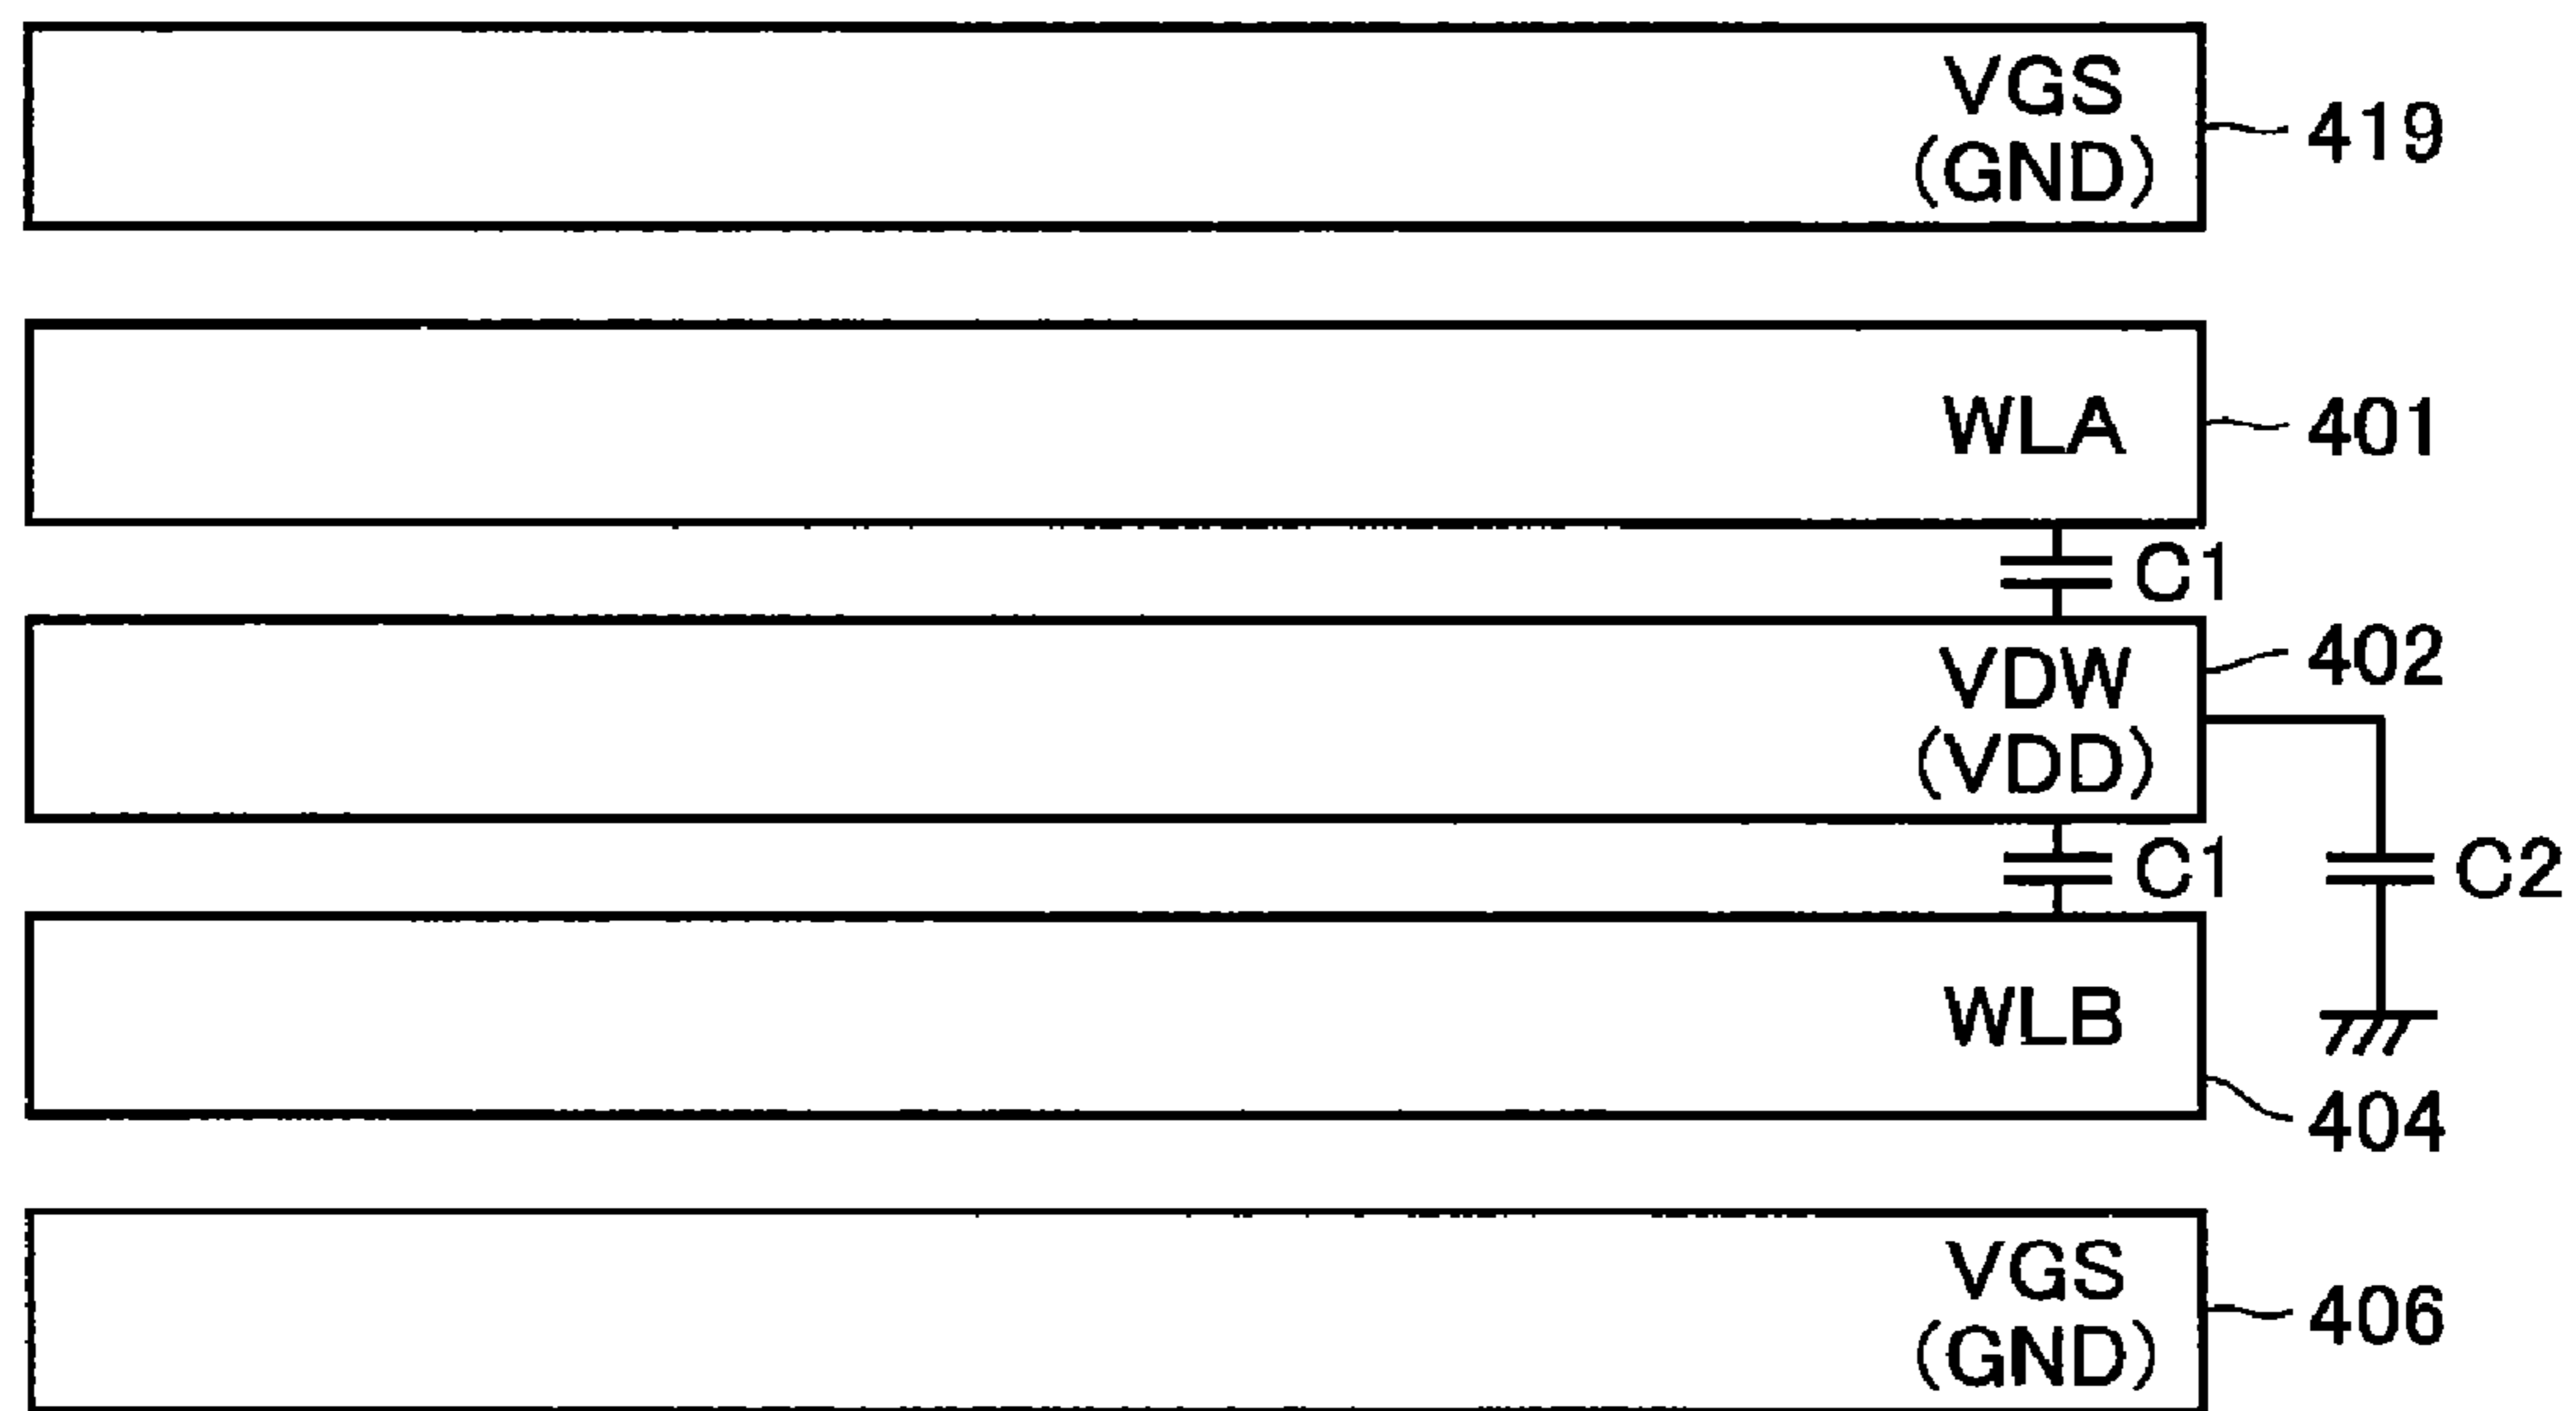 VGS
(GND)
419
WLA
401
C1
VDW
(VDD)
402
C1
C2
WLB
404
VGS
(GND)
406